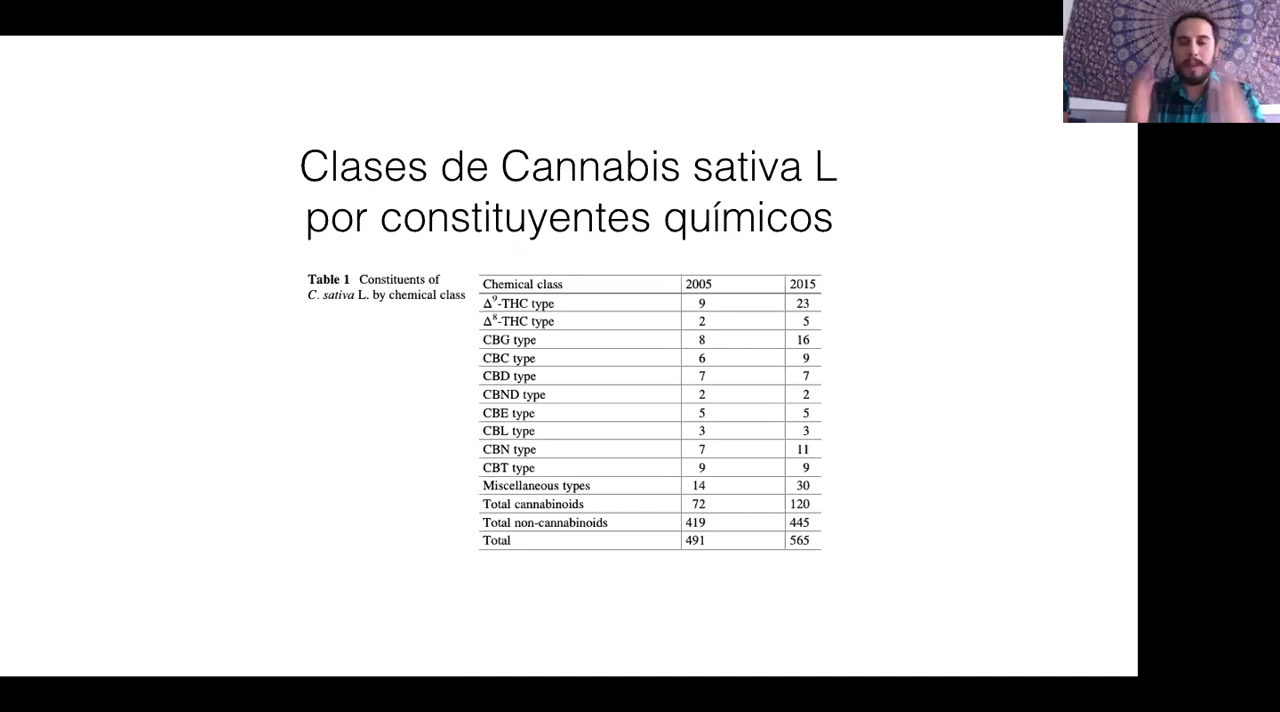 Clases de Cannabis sativa L
por constituyentes químicos
Table 1 Constituents of
C. sativa L. by chemical class
Chemical class 2005 2015
Δ⁹-THC type 9 23
Δ⁸-THC type 2 5
CBG type 8 16
CBC type 6 9
CBD type 7 7
CBND type 2 2
CBE type 5 5
CBL type 3 3
CBN type 7 11
CBT type 9 9
Miscellaneous types 14 30
Total cannabinoids 72 120
Total non-cannabinoids 419 445
Total 491 565